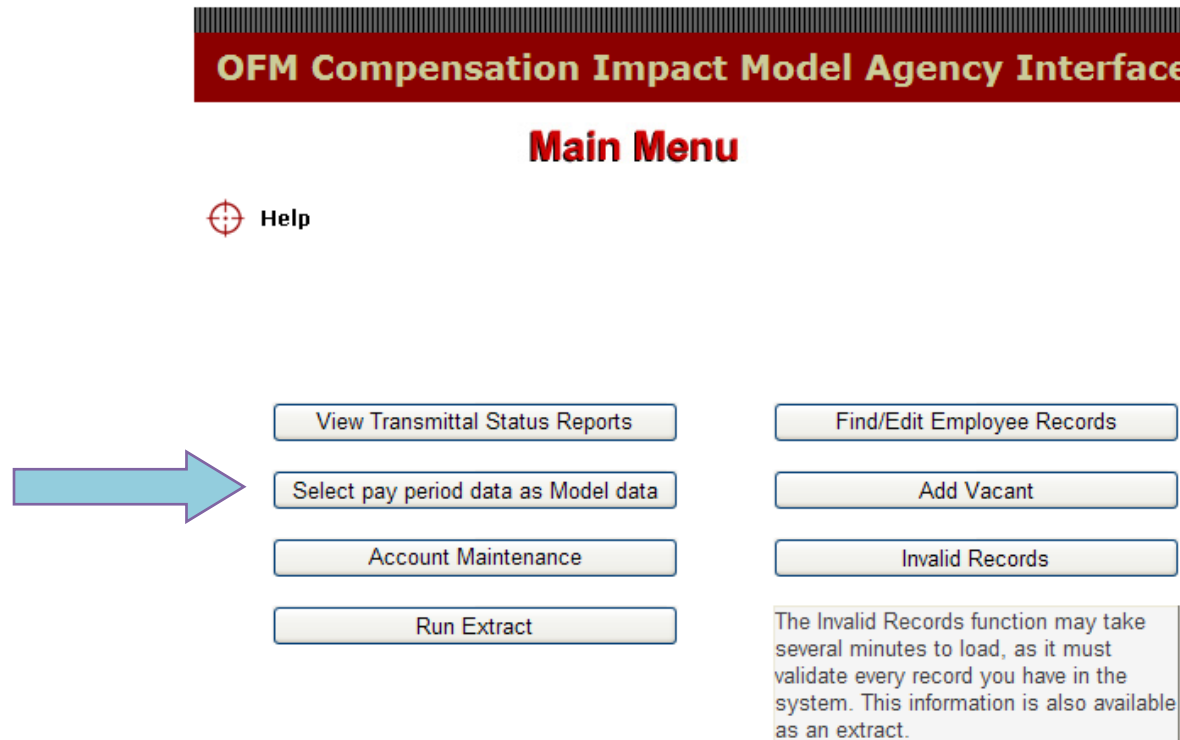 OFM Compensation Impact Model Agency Interface
Main Menu
Help
View Transmittal Status Reports
Find/Edit Employee Records
Select pay period data as Model data
Add Vacant
Account Maintenance
Invalid Records
Run Extract
The Invalid Records function may take
several minutes to load, as it must
validate every record you have in the
system. This information is also available
as an extract.